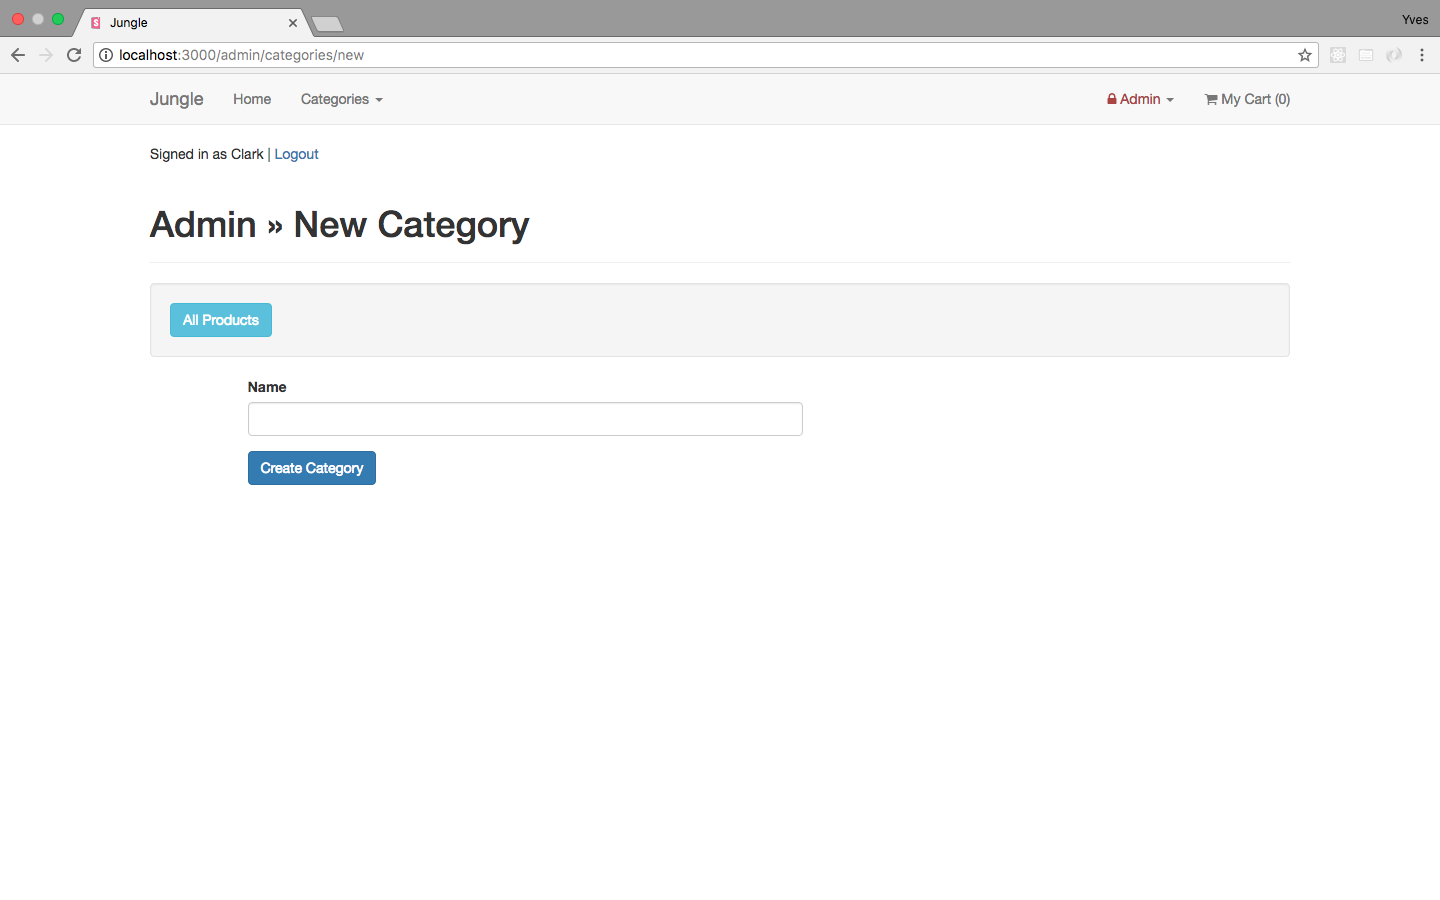 Jungle
Yves
localhost:3000/admin/categories/new
Jungle Home Categories Admin My Cart (0)
Signed in as Clark | Logout
Admin » New Category
All Products
Name
Create Category